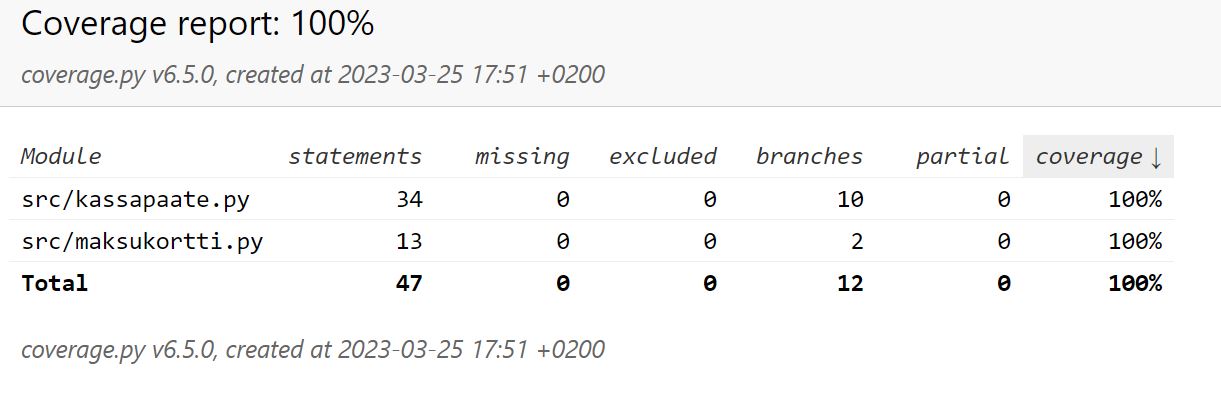 Coverage report: 100%
coverage.py v6.5.0, created at 2023-03-25 17:51 +0200
Module statements missing excluded branches partial coverage ↓
src/kassapaate.py 34 0 0 10 0 100%
src/maksukortti.py 13 0 0 2 0 100%
Total 47 0 0 12 0 100%
coverage.py v6.5.0, created at 2023-03-25 17:51 +0200